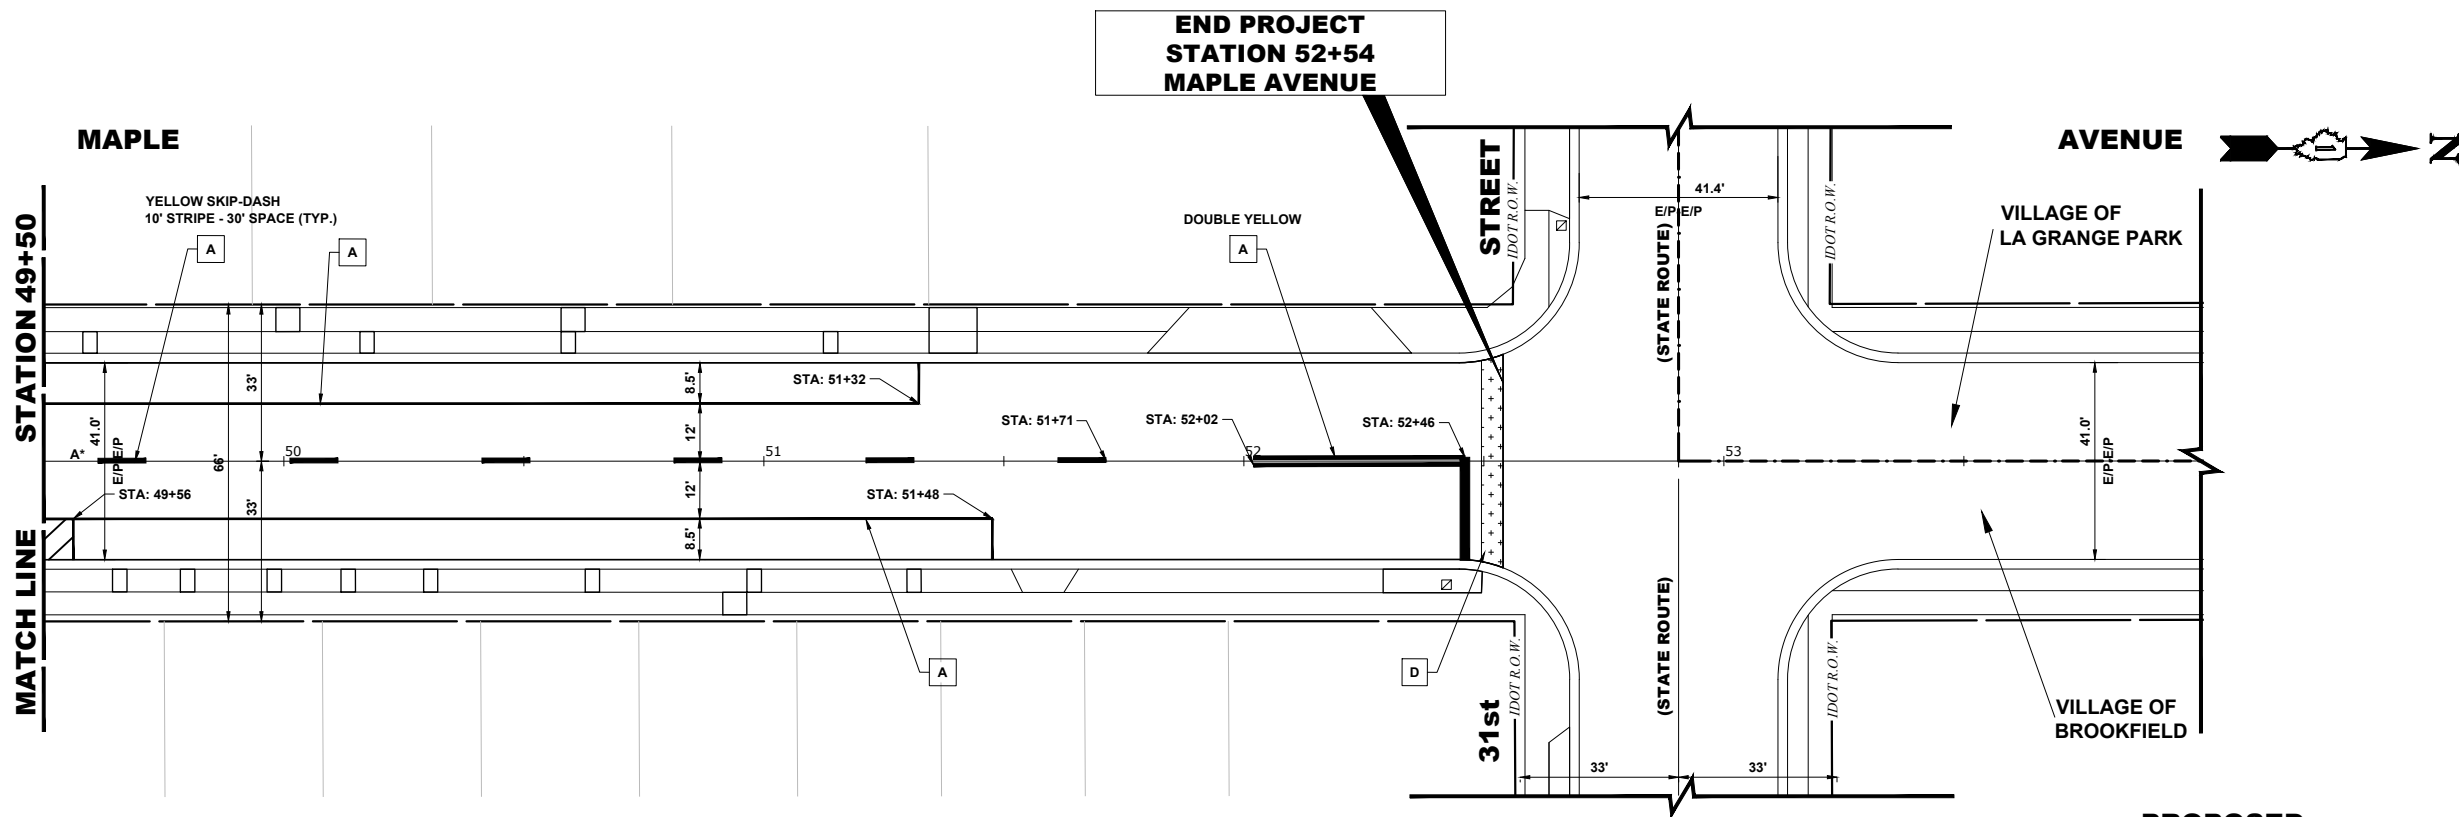 END PROJECT
STATION 52+54
MAPLE AVENUE
MAPLE
AVENUE
N
1
YELLOW SKIP-DASH
10' STRIPE - 30' SPACE (TYP.)
A
A
DOUBLE YELLOW
A
STREET
IDOT R.O.W.
41.4'
E/P-E/P
(STATE ROUTE)
IDOT R.O.W.
VILLAGE OF
LA GRANGE PARK
MATCH LINE STATION 49+50
41.0'
E/P-E/P
66'
33'
33'
8.5'
12'
12'
8.5'
STA: 51+32
STA: 51+71
STA: 52+02
STA: 52+46
A*
50
51
52
53
STA: 49+56
STA: 51+48
41.0'
E/P-E/P
A
D
31st
IDOT R.O.W.
(STATE ROUTE)
IDOT R.O.W.
VILLAGE OF
BROOKFIELD
33'
33'